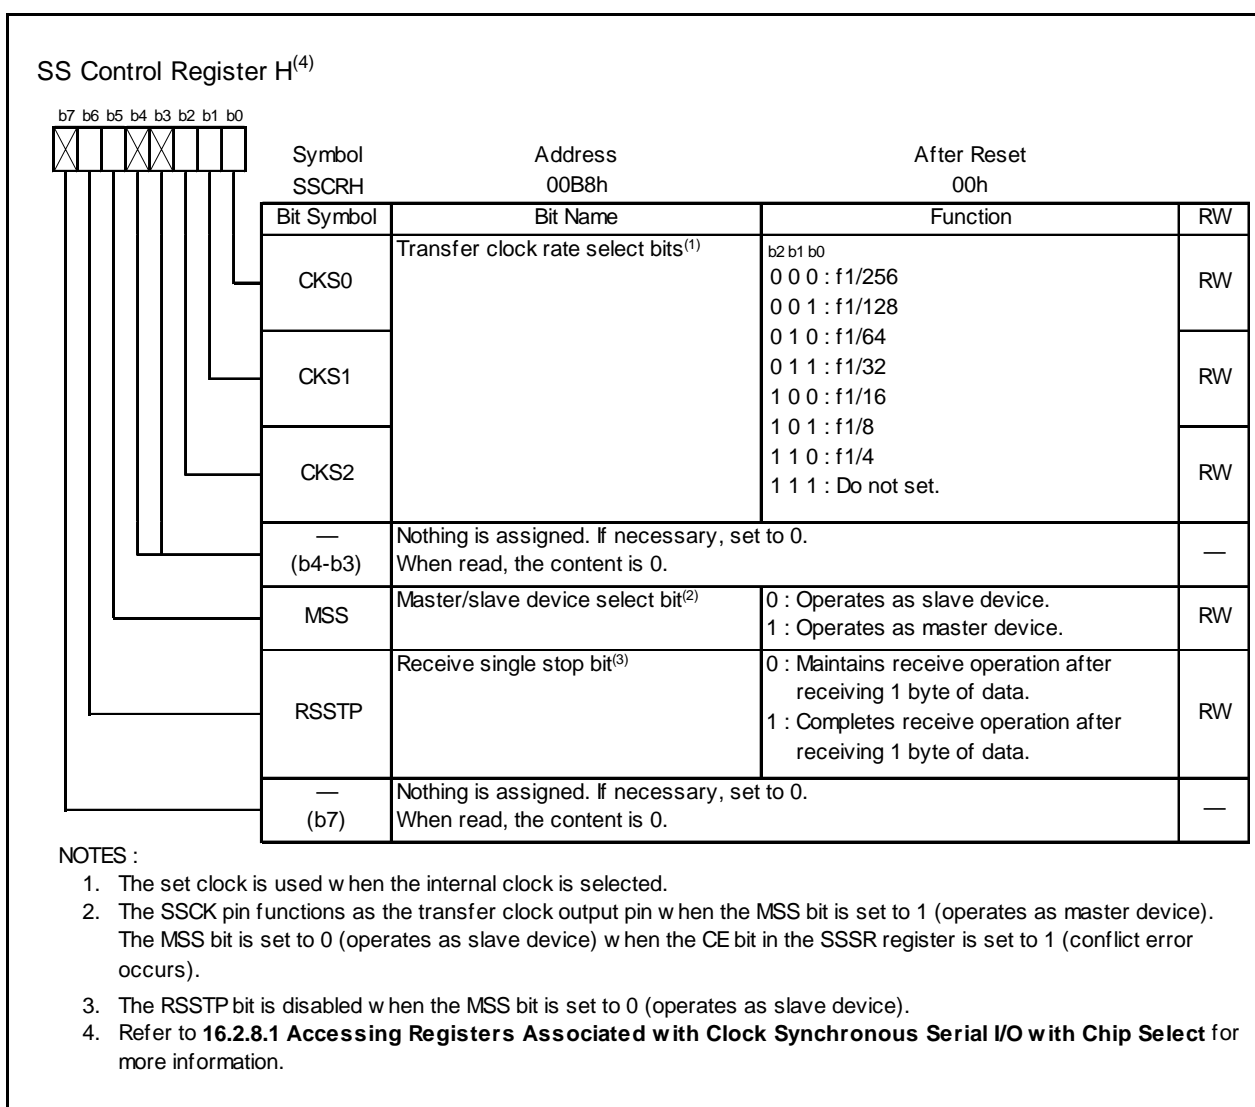 SS Control Register H(4)
b7 b6 b5 b4 b3 b2 b1 b0
Symbol Address After Reset
SSCRH 00B8h 00h
Bit Symbol Bit Name Function RW
CKS0 Transfer clock rate select bits(1) b2 b1 b0 RW
0 0 0 : f1/256
0 0 1 : f1/128
0 1 0 : f1/64
CKS1 0 1 1 : f1/32 RW
1 0 0 : f1/16
1 0 1 : f1/8
CKS2 1 1 0 : f1/4 RW
1 1 1 : Do not set.
— (b4-b3) Nothing is assigned. If necessary, set to 0. —
When read, the content is 0.
MSS Master/slave device select bit(2) 0 : Operates as slave device. RW
1 : Operates as master device.
RSSTP Receive single stop bit(3) 0 : Maintains receive operation after RW
receiving 1 byte of data.
1 : Completes receive operation after
receiving 1 byte of data.
— (b7) Nothing is assigned. If necessary, set to 0. —
When read, the content is 0.
NOTES :
1. The set clock is used when the internal clock is selected.
2. The SSCK pin functions as the transfer clock output pin when the MSS bit is set to 1 (operates as master device).
The MSS bit is set to 0 (operates as slave device) when the CE bit in the SSSR register is set to 1 (conflict error
occurs).
3. The RSSTP bit is disabled when the MSS bit is set to 0 (operates as slave device).
4. Refer to 16.2.8.1 Accessing Registers Associated with Clock Synchronous Serial I/O with Chip Select for
more information.